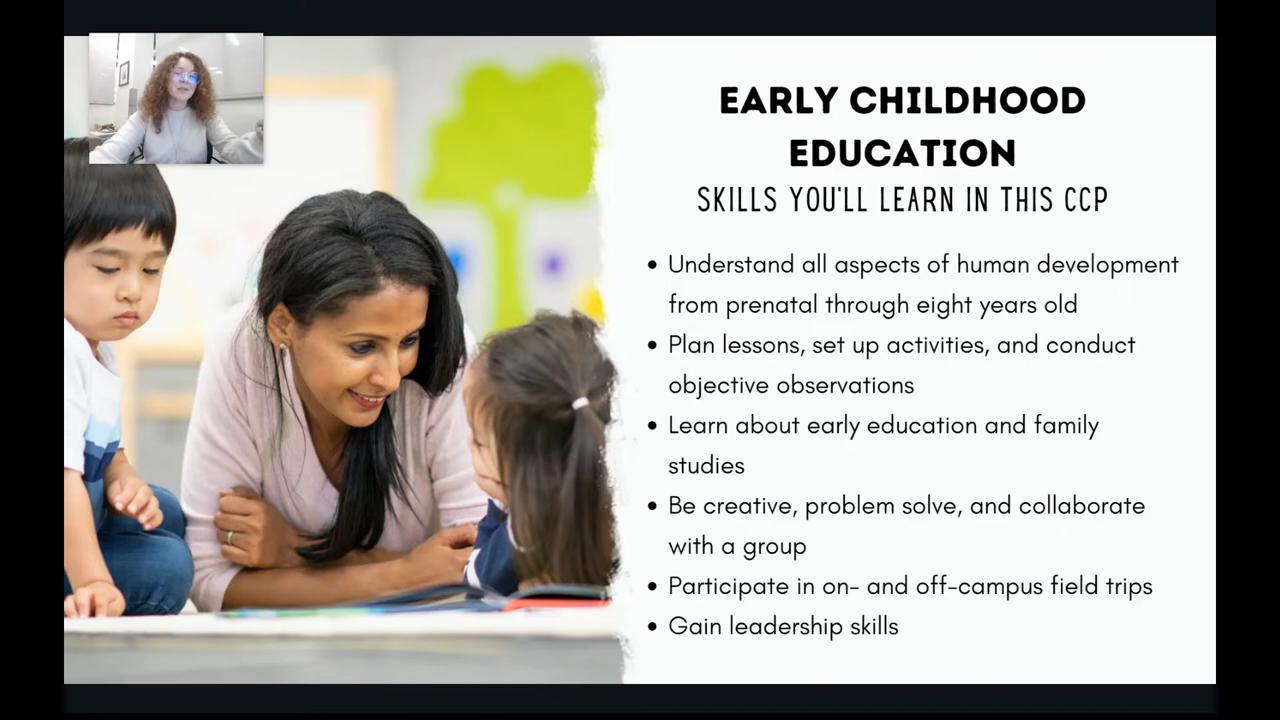 EARLY CHILDHOOD
EDUCATION
SKILLS YOU'LL LEARN IN THIS CCP
• Understand all aspects of human development
from prenatal through eight years old
• Plan lessons, set up activities, and conduct
objective observations
• Learn about early education and family
studies
• Be creative, problem solve, and collaborate
with a group
• Participate in on- and off-campus field trips
• Gain leadership skills